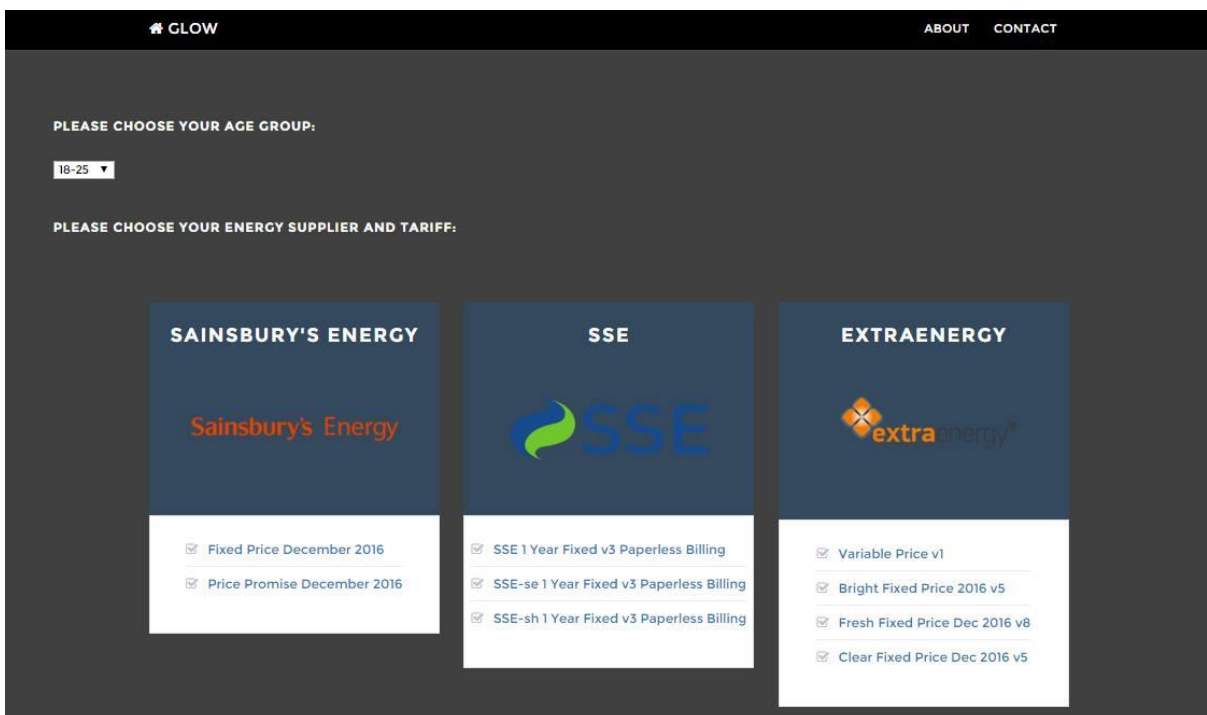 GLOW
ABOUT CONTACT
PLEASE CHOOSE YOUR AGE GROUP:
18-25
PLEASE CHOOSE YOUR ENERGY SUPPLIER AND TARIFF:
SAINSBURY'S ENERGY
Sainsbury's Energy
Fixed Price December 2016
Price Promise December 2016
SSE
SSE
SSE 1 Year Fixed v3 Paperless Billing
SSE-se 1 Year Fixed v3 Paperless Billing
SSE-sh 1 Year Fixed v3 Paperless Billing
EXTRAENERGY
extraenergy®
Variable Price v1
Bright Fixed Price 2016 v5
Fresh Fixed Price Dec 2016 v8
Clear Fixed Price Dec 2016 v5